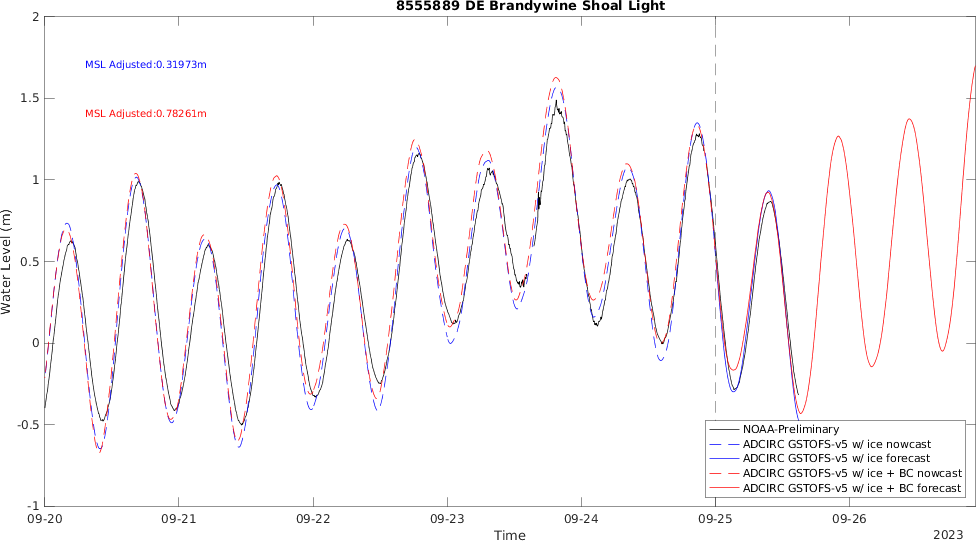 8555889 DE Brandywine Shoal Light
2
MSL Adjusted:0.31973m
1.5
MSL Adjusted:0.78261m
1
0.5
Water Level (m)
0
-0.5
-1
NOAA-Preliminary
ADCIRC GSTOFS-v5 w/ ice nowcast
ADCIRC GSTOFS-v5 w/ ice forecast
ADCIRC GSTOFS-v5 w/ ice + BC nowcast
ADCIRC GSTOFS-v5 w/ ice + BC forecast
09-20 09-21 09-22 09-23 09-24 09-25 09-26
Time
2023